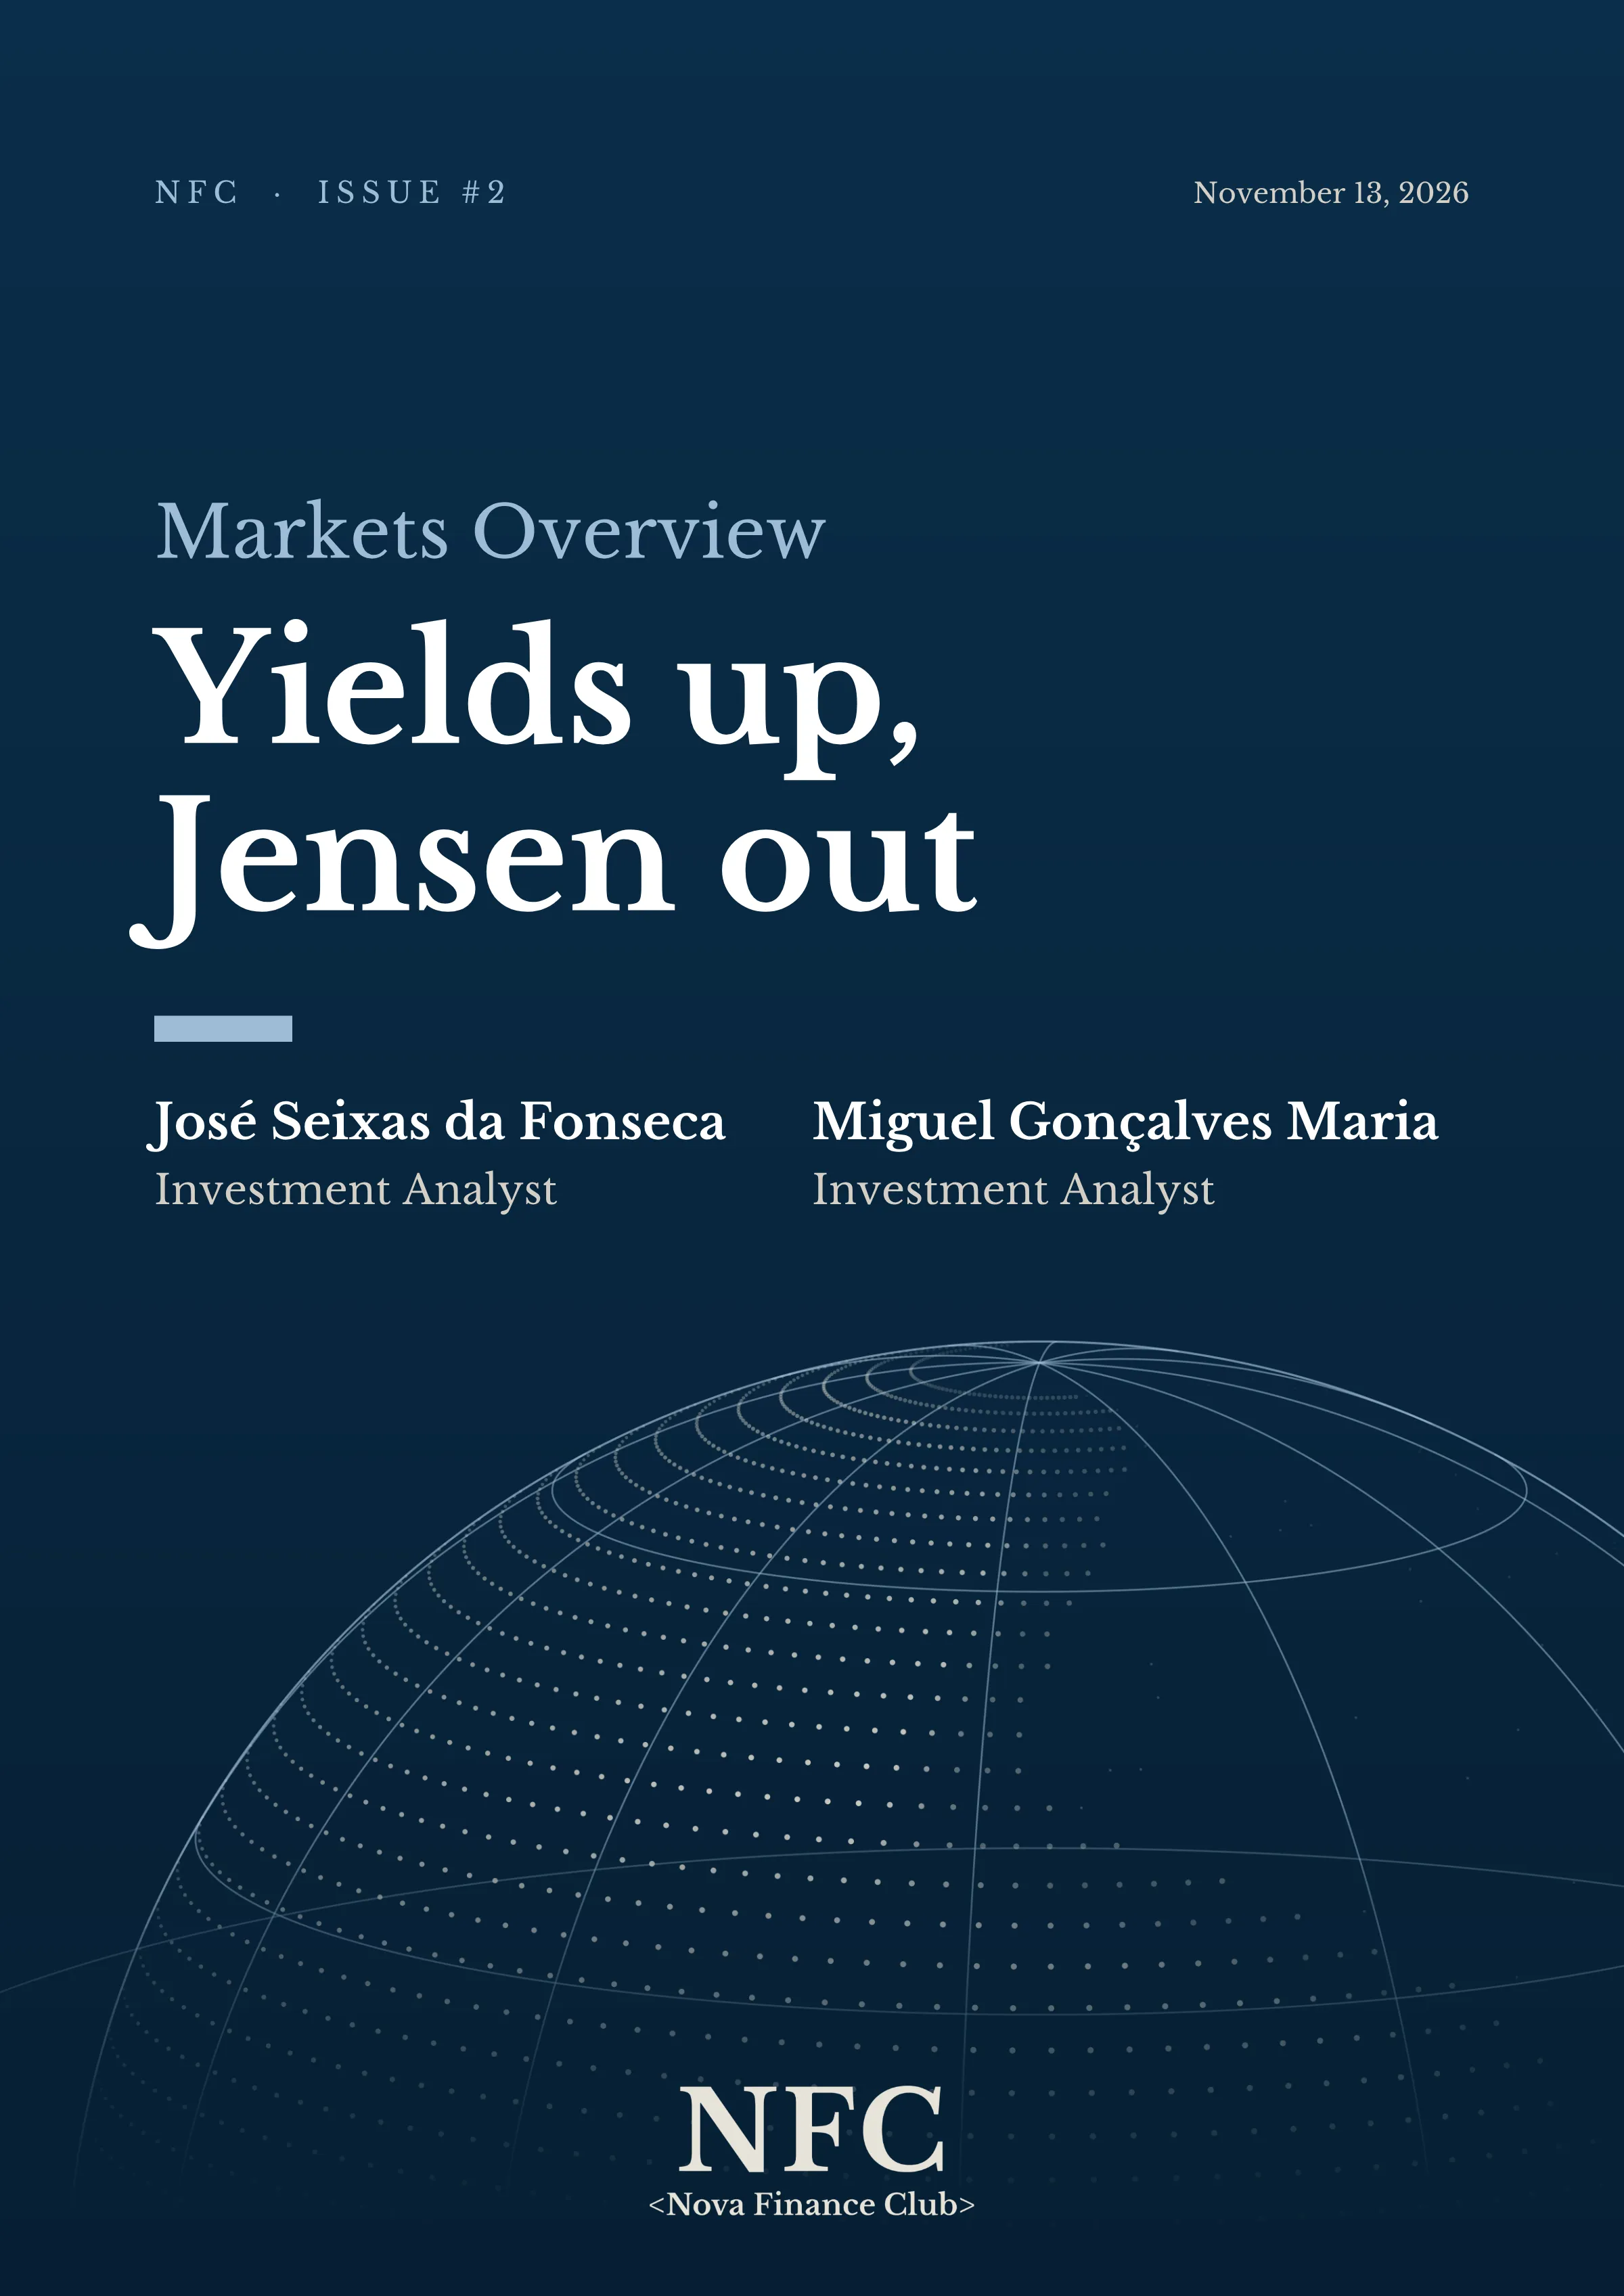 NFC · ISSUE #2
November 13, 2026
Markets Overview
Yields up,
Jensen out
José Seixas da Fonseca
Investment Analyst
Miguel Gonçalves Maria
Investment Analyst
NFC
<Nova Finance Club>